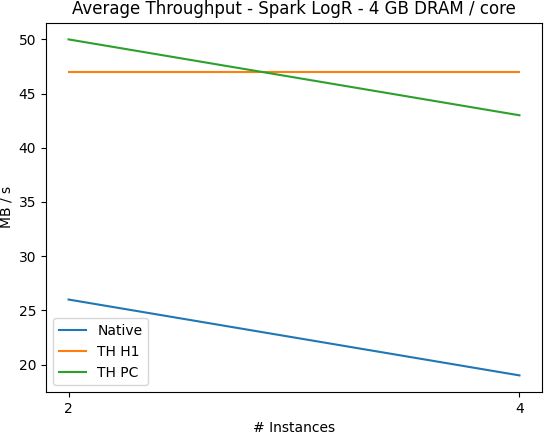 Average Throughput - Spark LogR - 4 GB DRAM / core
50
45
40
35
30
25
20
MB / s
Native
TH H1
TH PC
2
4
# Instances